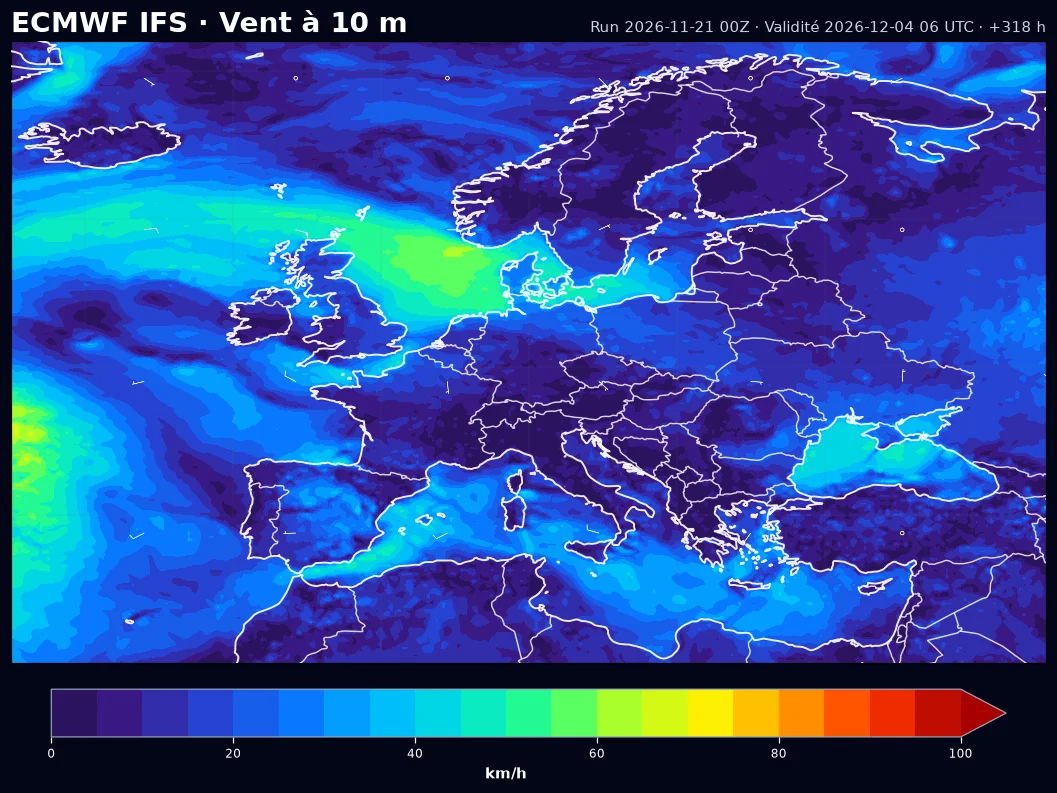 ECMWF IFS · Vent à 10 m
Run 2026-11-21 00Z · Validité 2026-12-04 06 UTC · +318 h
0 20 40 60 80 100
km/h